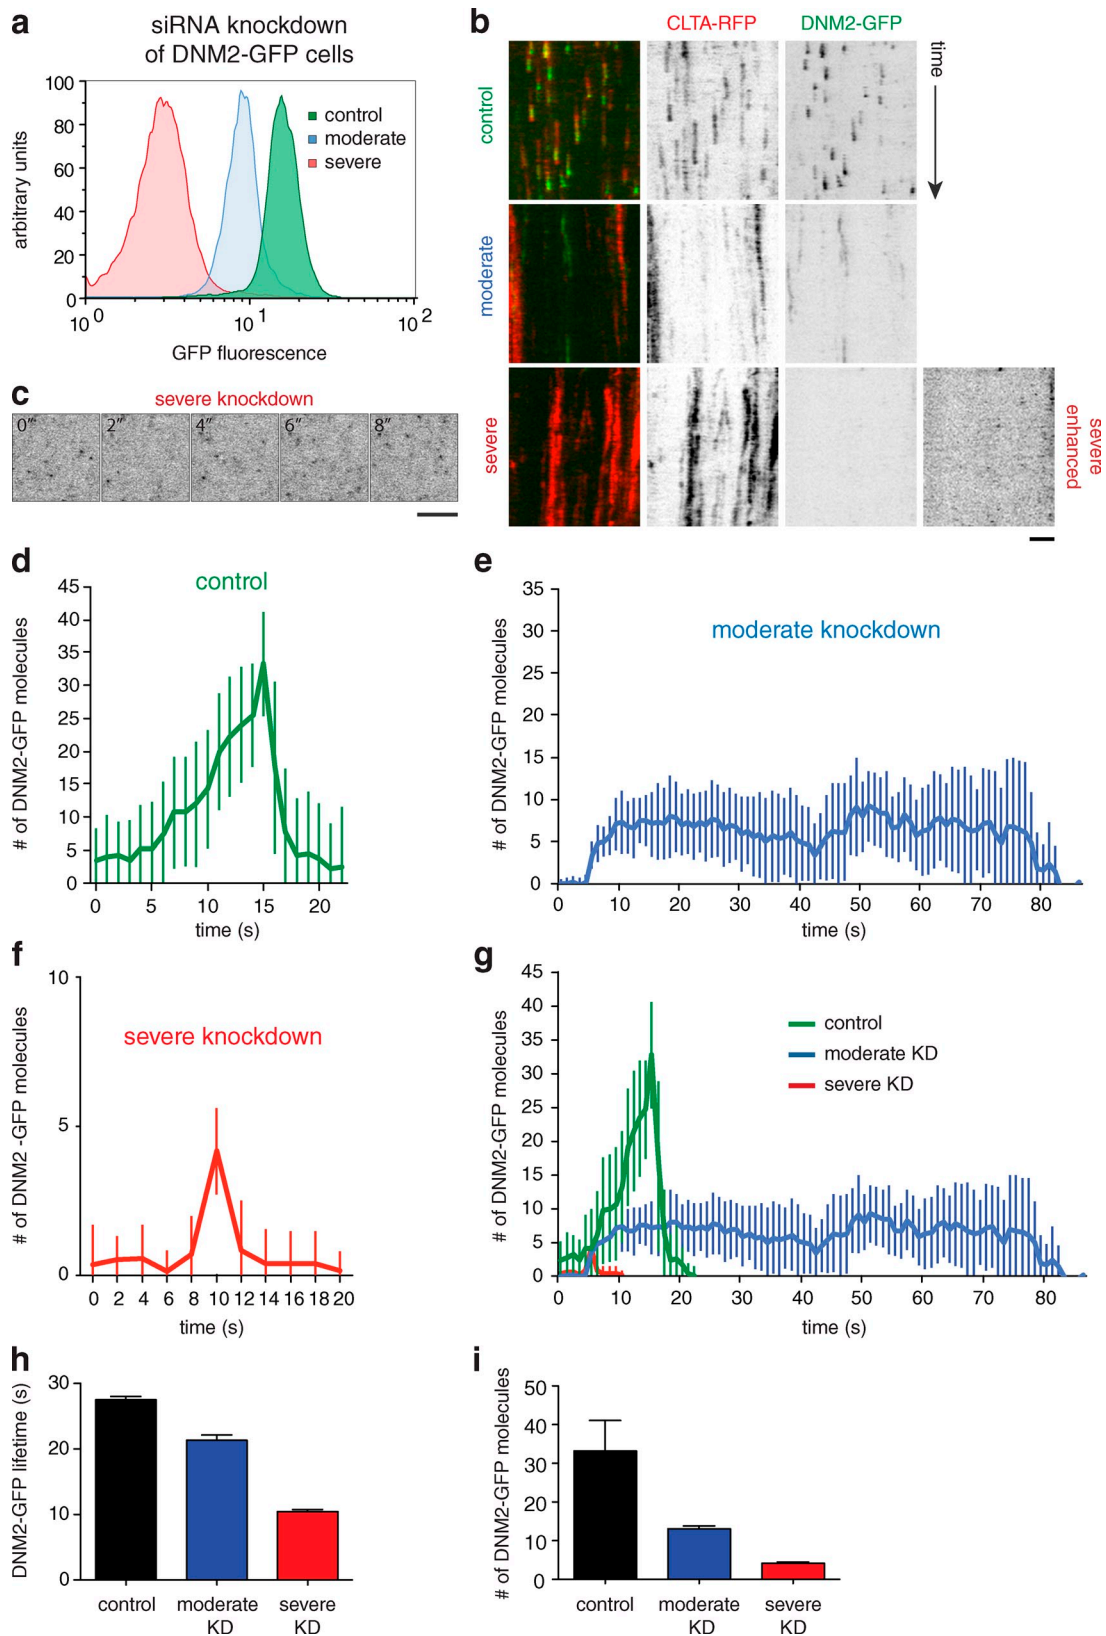 a
siRNA knockdown
of DNM2-GFP cells
100
80
60
40
20
0
arbitrary units
control
moderate
severe
10 0
10 1
10 2
GFP fluorescence
b
CLTA-RFP
DNM2-GFP
time
control
moderate
severe
severe
enhanced
c
severe knockdown
0″
2″
4″
6″
8″
d
control
45
40
35
30
25
20
15
10
5
0
# of DNM2-GFP molecules
0 5 10 15 20
time (s)
e
moderate knockdown
35
30
25
20
15
10
5
0
# of DNM2-GFP molecules
0 10 20 30 40 50 60 70 80
time (s)
f
severe knockdown
10
5
0
# of DNM2 -GFP molecules
0 2 4 6 8 10 12 14 16 18 20
time (s)
g
45
40
35
30
25
20
15
10
5
0
# of DNM2-GFP molecules
control
moderate KD
severe KD
0 10 20 30 40 50 60 70 80
time (s)
h
30
20
10
0
DNM2-GFP lifetime (s)
control
moderate
KD
severe
KD
i
50
40
30
20
10
0
# of DNM2-GFP molecules
control
moderate
KD
severe
KD